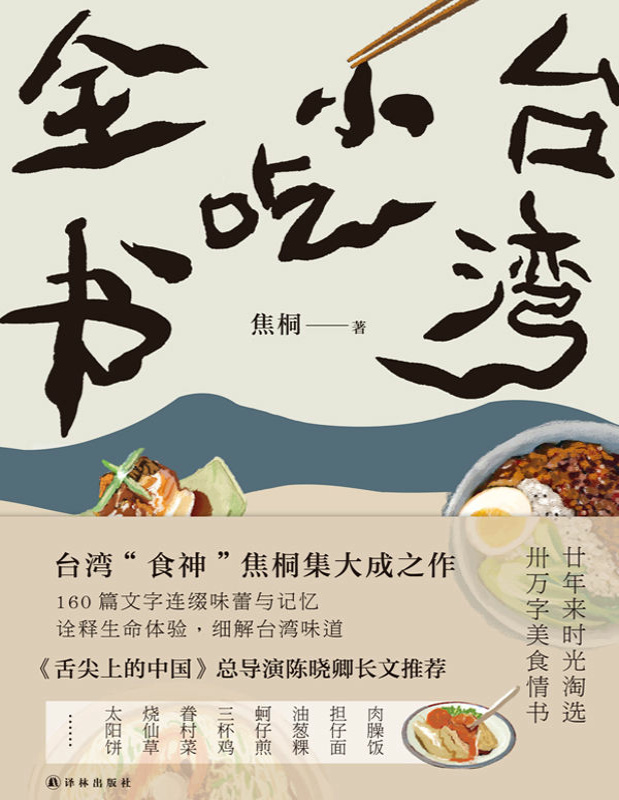 台湾
小吃
全书
焦桐——著
台湾“食神”焦桐集大成之作
160篇文字连缀味蕾与记忆
诠释生命体验，细解台湾味道
《舌尖上的中国》总导演陈晓卿长文推荐
廿年来时光淘选
卅万字美食情书
肉臊饭
担仔面
油葱粿
蚵仔煎
三杯鸡
眷村菜
烧仙草
太阳饼
……
译林出版社